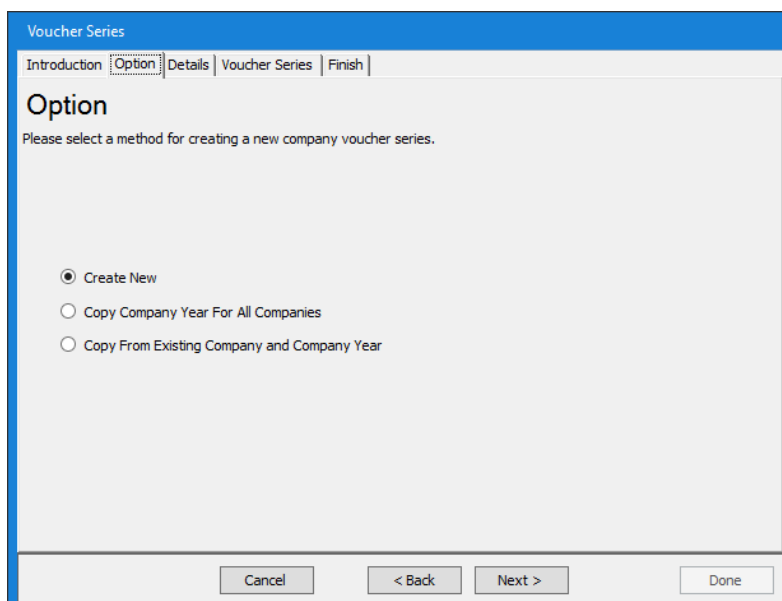 Voucher Series
Introduction Option Details Voucher Series Finish
Option
Please select a method for creating a new company voucher series.
Create New
Copy Company Year For All Companies
Copy From Existing Company and Company Year
Cancel < Back Next > Done